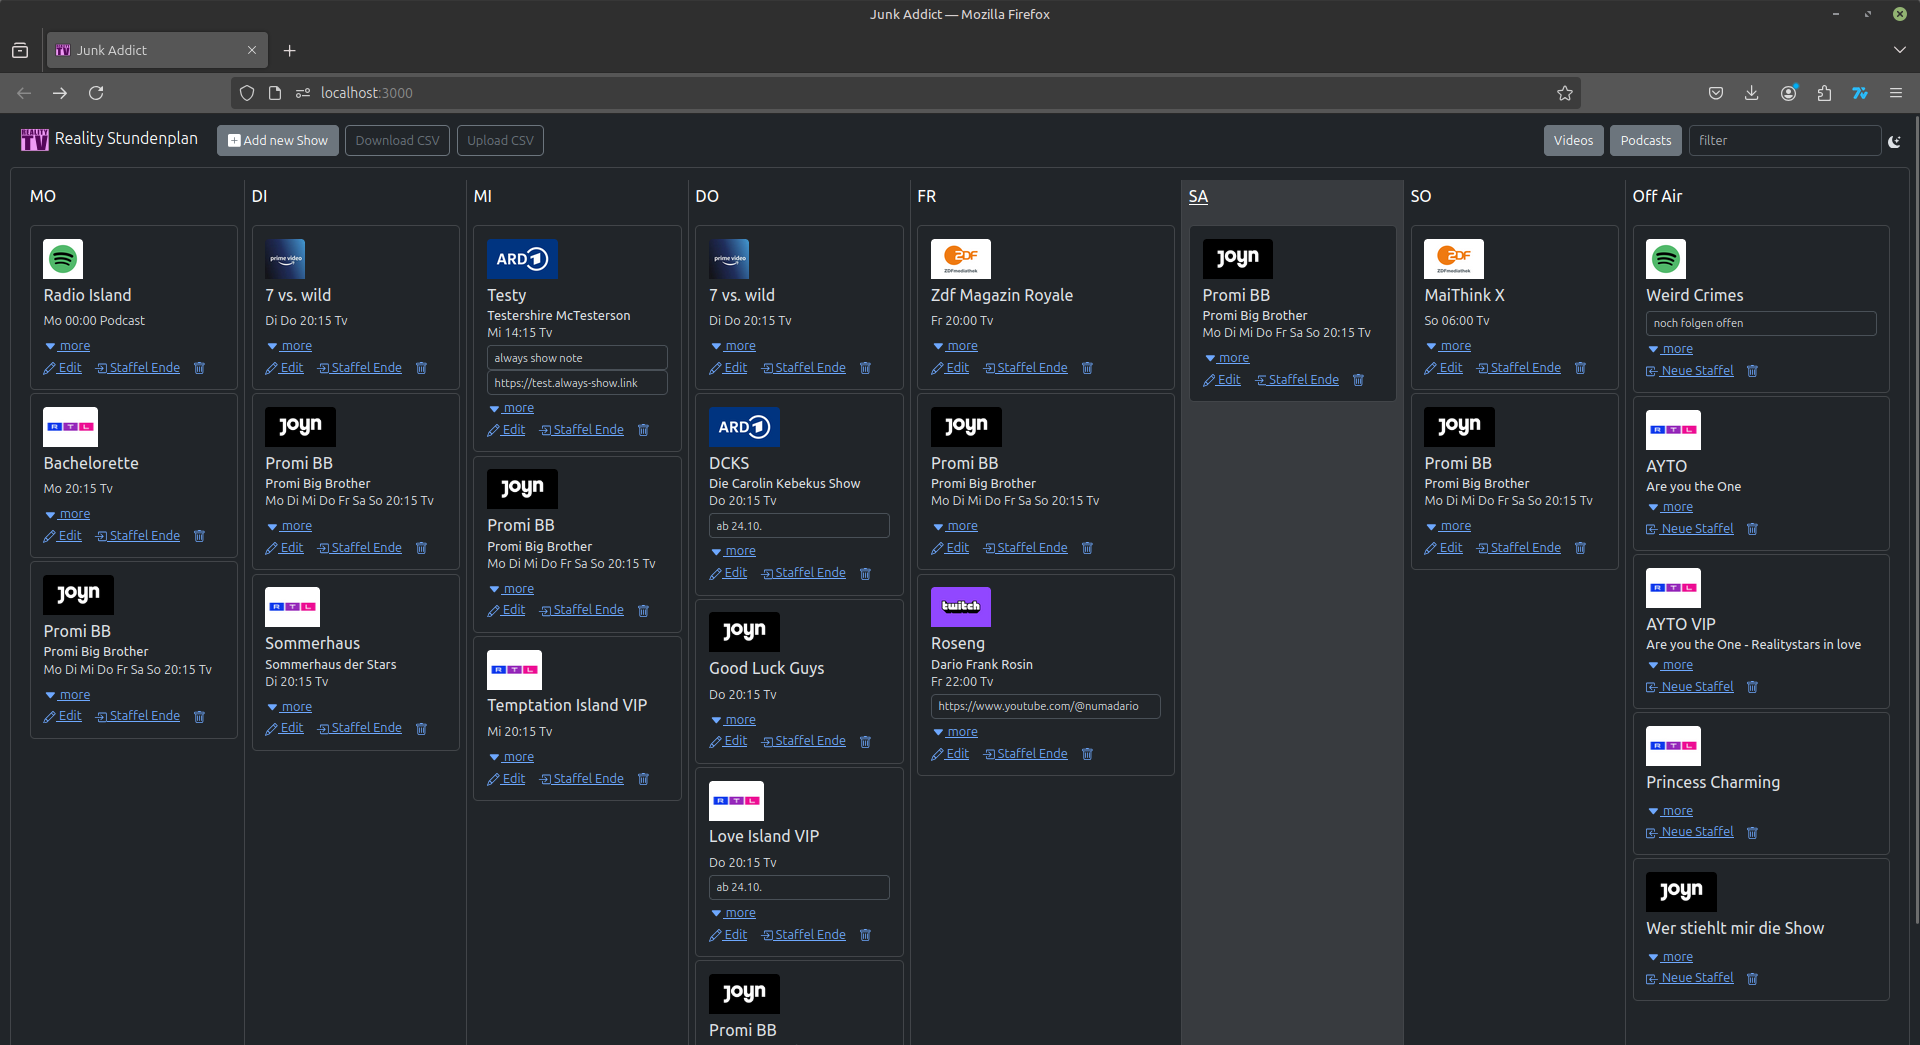 Junk Addict — Mozilla Firefox
Junk Addict
localhost:3000
REALITY TV
Reality Stundenplan
Add new Show
Download CSV
Upload CSV
Videos
Podcasts
filter
MO
Radio Island
Mo 00:00 Podcast
more
Edit Staffel Ende
RTL
Bachelorette
Mo 20:15 Tv
more
Edit Staffel Ende
joyn
Promi BB
Promi Big Brother
Mo Di Mi Do Fr Sa So 20:15 Tv
more
Edit Staffel Ende
DI
prime video
7 vs. wild
Di Do 20:15 Tv
more
Edit Staffel Ende
joyn
Promi BB
Promi Big Brother
Mo Di Mi Do Fr Sa So 20:15 Tv
more
Edit Staffel Ende
RTL
Sommerhaus
Sommerhaus der Stars
Di 20:15 Tv
more
Edit Staffel Ende
MI
ARD 1
Testy
Testershire McTesterson
Mi 14:15 Tv
always show note
https://test.always-show.link
more
Edit Staffel Ende
joyn
Promi BB
Promi Big Brother
Mo Di Mi Do Fr Sa So 20:15 Tv
more
Edit Staffel Ende
RTL
Temptation Island VIP
Mi 20:15 Tv
more
Edit Staffel Ende
DO
prime video
7 vs. wild
Di Do 20:15 Tv
more
Edit Staffel Ende
ARD 1
DCKS
Die Carolin Kebekus Show
Do 20:15 Tv
ab 24.10.
more
Edit Staffel Ende
joyn
Good Luck Guys
Do 20:15 Tv
more
Edit Staffel Ende
RTL
Love Island VIP
Do 20:15 Tv
ab 24.10.
more
Edit Staffel Ende
joyn
Promi BB
FR
ZDF
ZDFmediathek
Zdf Magazin Royale
Fr 20:00 Tv
more
Edit Staffel Ende
joyn
Promi BB
Promi Big Brother
Mo Di Mi Do Fr Sa So 20:15 Tv
more
Edit Staffel Ende
twitch
Roseng
Dario Frank Rosin
Fr 22:00 Tv
https://www.youtube.com/@numadario
more
Edit Staffel Ende
SA
joyn
Promi BB
Promi Big Brother
Mo Di Mi Do Fr Sa So 20:15 Tv
more
Edit Staffel Ende
SO
ZDF
ZDFmediathek
MaiThink X
So 06:00 Tv
more
Edit Staffel Ende
joyn
Promi BB
Promi Big Brother
Mo Di Mi Do Fr Sa So 20:15 Tv
more
Edit Staffel Ende
Off Air
Weird Crimes
noch folgen offen
more
Neue Staffel
RTL
AYTO
Are you the One
more
Neue Staffel
RTL
AYTO VIP
Are you the One - Realitystars in love
more
Neue Staffel
RTL
Princess Charming
more
Neue Staffel
joyn
Wer stiehlt mir die Show
more
Neue Staffel